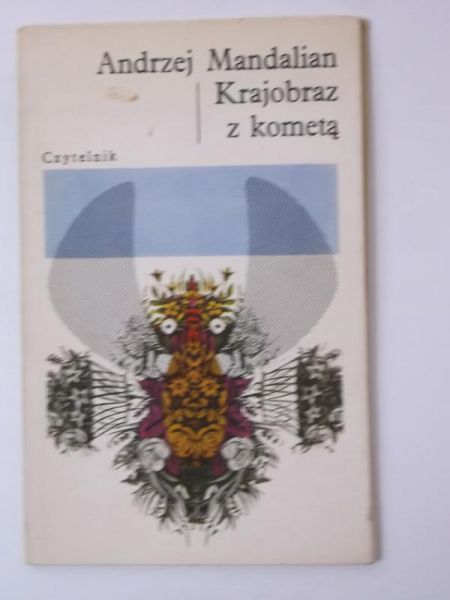 Andrzej Mandalian
Krajobraz
z kometą
Czytelnik